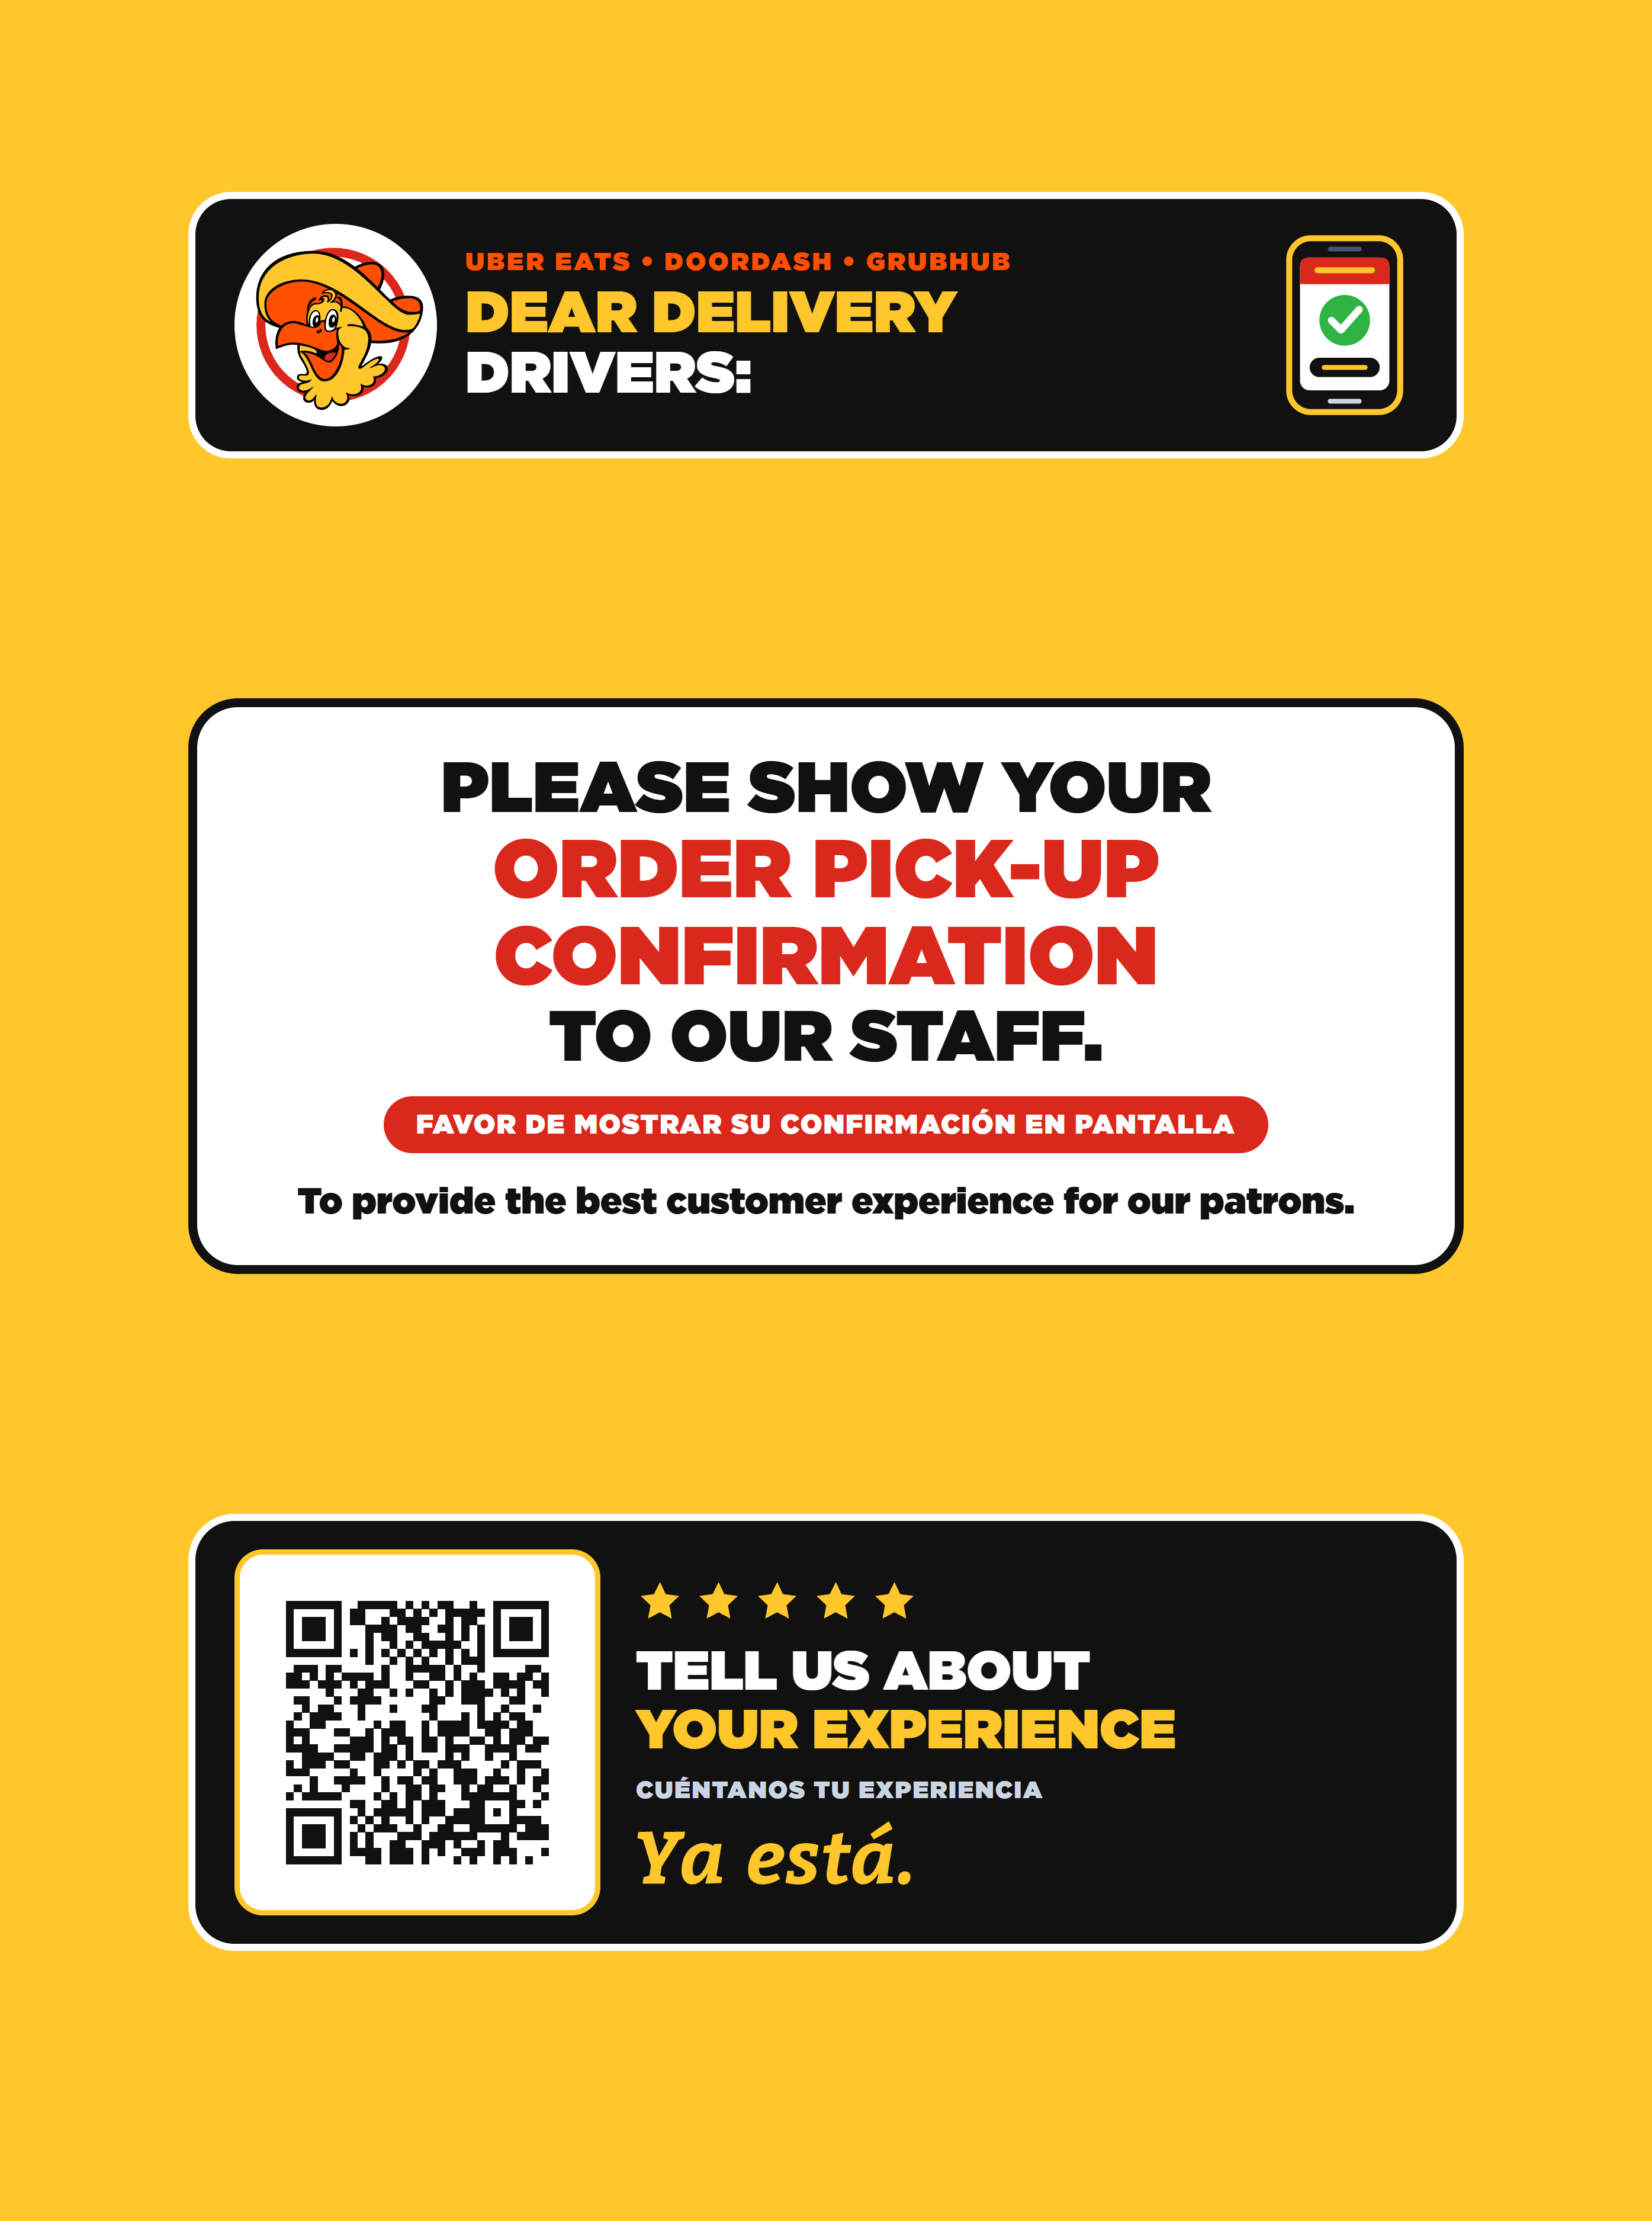 UBER EATS • DOORDASH • GRUBHUB
DEAR DELIVERY
DRIVERS:
PLEASE SHOW YOUR
ORDER PICK-UP
CONFIRMATION
TO OUR STAFF.
FAVOR DE MOSTRAR SU CONFIRMACIÓN EN PANTALLA
To provide the best customer experience for our patrons.
TELL US ABOUT
YOUR EXPERIENCE
CUÉNTANOS TU EXPERIENCIA
Ya está.